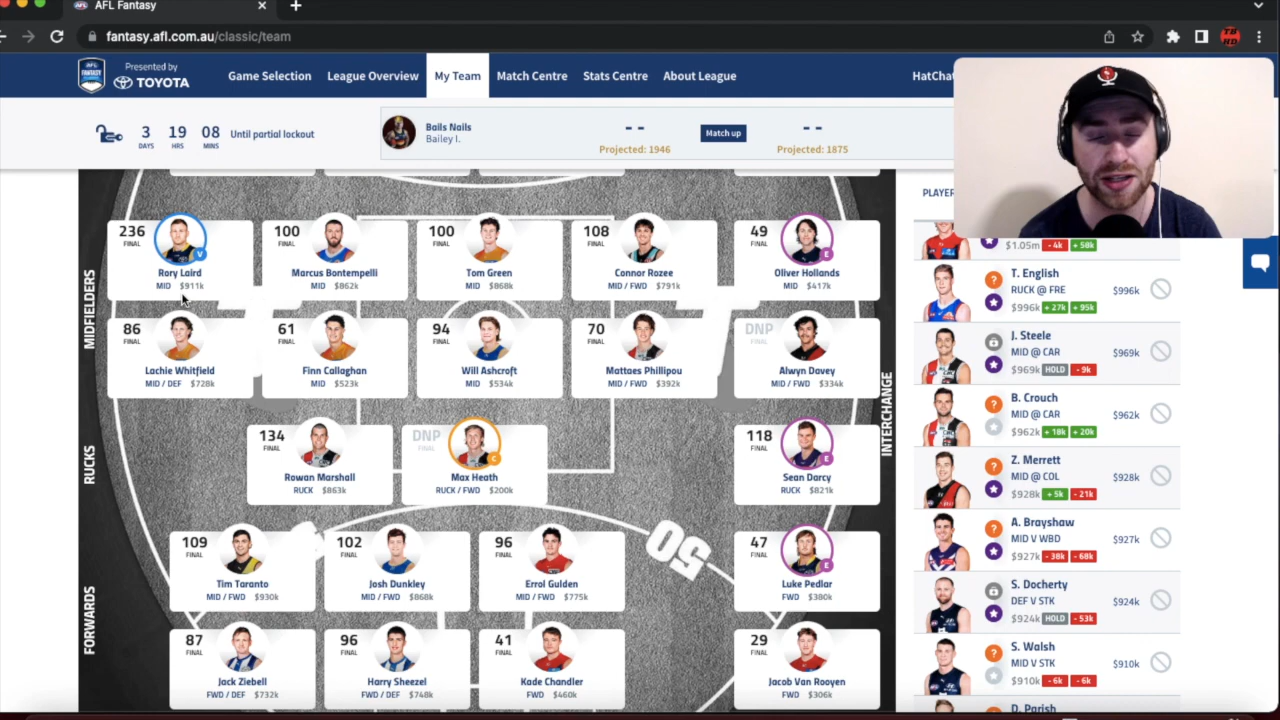 AFL Fantasy
fantasy.afl.com.au/classic/team
AFL FANTASY
Presented by
TOYOTA
Game Selection
League Overview
My Team
Match Centre
Stats Centre
About League
HatChat
3
DAYS
19
HRS
08
MINS
Until partial lockout
Bails Nails
Bailey I.
- -
Projected: 1946
Match up
- -
Projected: 1875
MIDFIELDERS
236
FINAL
V
Rory Laird
MID $911k
100
FINAL
Marcus Bontempelli
MID $862k
100
FINAL
Tom Green
MID $868k
108
FINAL
Connor Rozee
MID / FWD $791k
49
FINAL
E
Oliver Hollands
MID $417k
86
FINAL
Lachie Whitfield
MID / DEF $728k
61
FINAL
Finn Callaghan
MID $523k
94
FINAL
Will Ashcroft
MID $534k
70
FINAL
Mattaes Phillipou
MID / FWD $392k
DNP
FINAL
Alwyn Davey
MID / FWD $334k
INTERCHANGE
RUCKS
134
FINAL
Rowan Marshall
RUCK $863k
DNP
FINAL
C
Max Heath
RUCK / FWD $200k
118
FINAL
E
Sean Darcy
RUCK $821k
50
FORWARDS
109
FINAL
Tim Taranto
MID / FWD $930k
102
FINAL
Josh Dunkley
MID / FWD $868k
96
FINAL
Errol Gulden
MID / FWD $775k
47
FINAL
E
Luke Pedlar
FWD $380k
87
FINAL
Jack Ziebell
FWD / DEF $732k
96
FINAL
Harry Sheezel
FWD / DEF $748k
41
FINAL
Kade Chandler
FWD $460k
29
FINAL
Jacob Van Rooyen
FWD $306k
PLAYER
$1.05m - 4k + 58k
T. English
RUCK @ FRE
$996k
$996k + 27k + 95k
J. Steele
MID @ CAR
$969k
$969k HOLD - 9k
B. Crouch
MID @ CAR
$962k
$962k + 18k + 20k
Z. Merrett
MID @ COL
$928k
$928k + 5k - 21k
A. Brayshaw
MID V WBD
$927k
$927k - 38k - 68k
S. Docherty
DEF V STK
$924k
$924k HOLD - 53k
S. Walsh
MID V STK
$910k
$910k - 6k - 6k
D. Parish